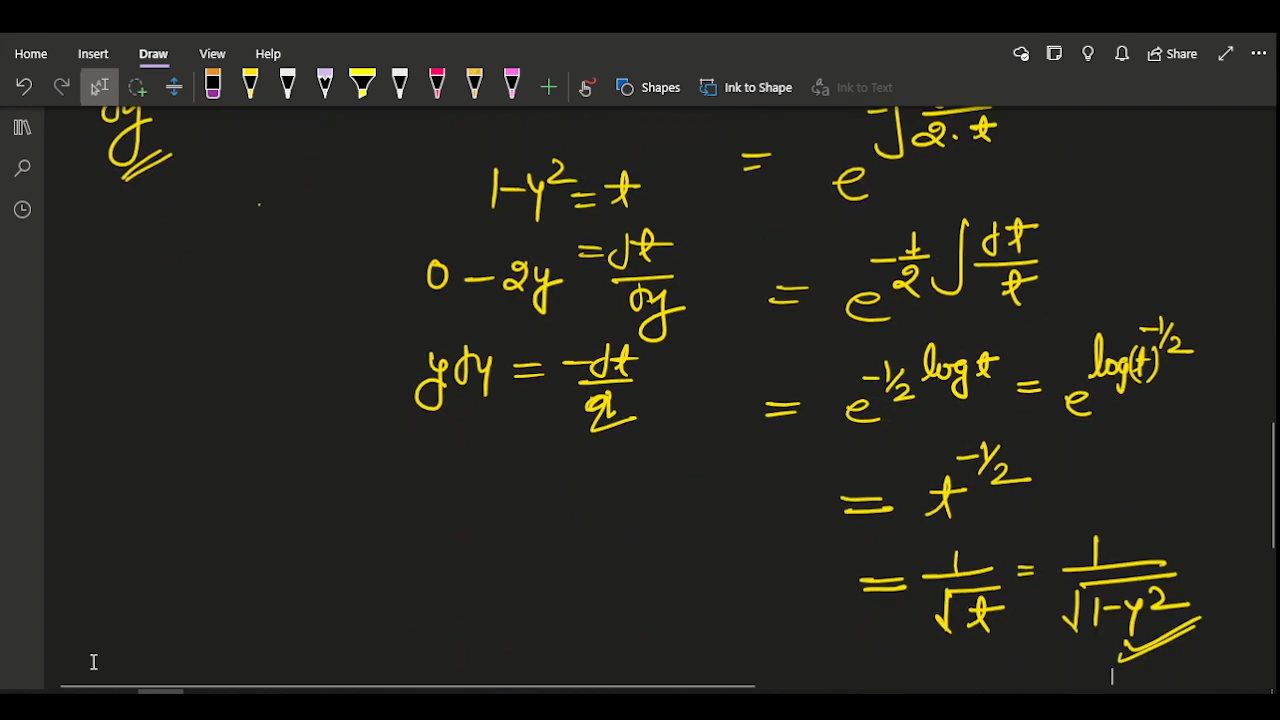 Home Insert Draw View Help Share
Shapes Ink to Shape Ink to Text
dy
= e^{-∫ dt/2·t}
1-y² = t
0 - 2y = dt/dy
= e^{-1/2 ∫ dt/t}
y dy = -dt/2
= e^{-1/2 log t} = e^{log(t)^{-1/2}}
= t^{-1/2}
= 1/√t = 1/√(1-y²)